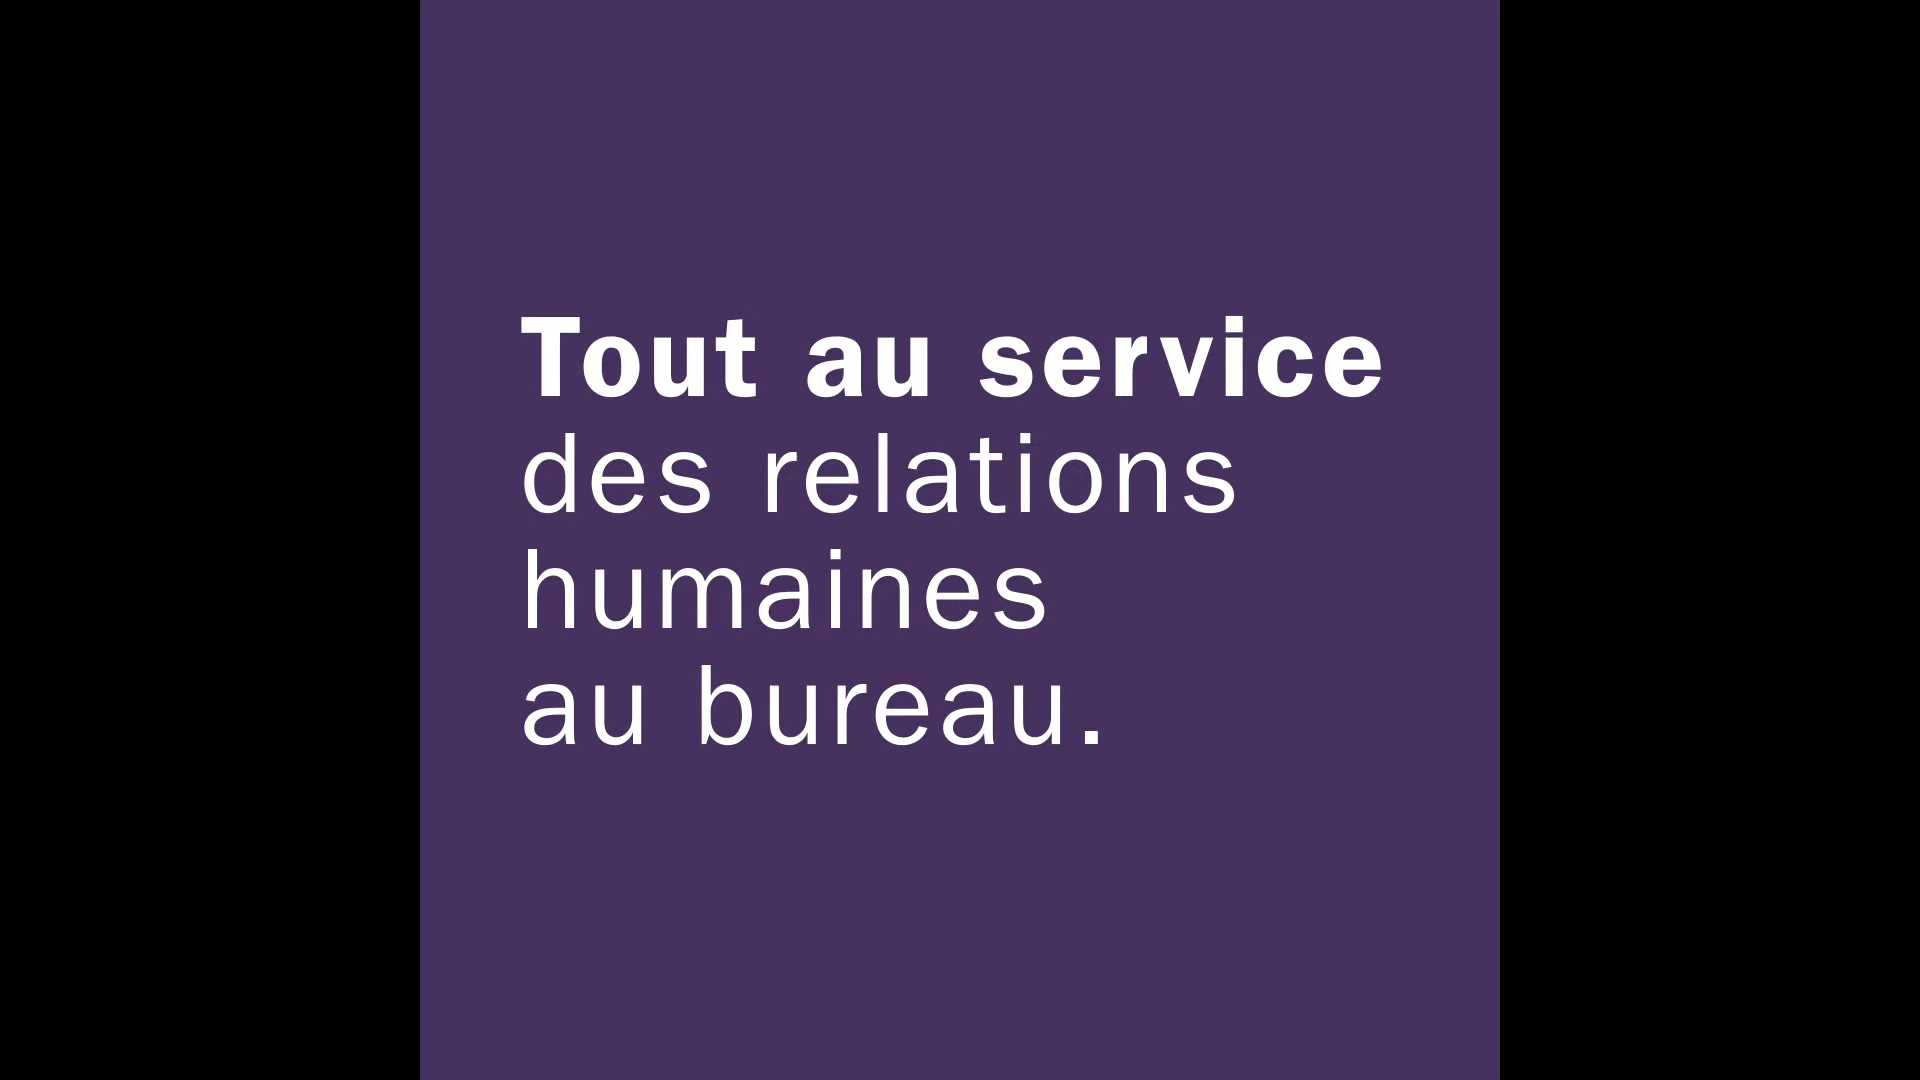 Tout au service
des relations
humaines
au bureau.